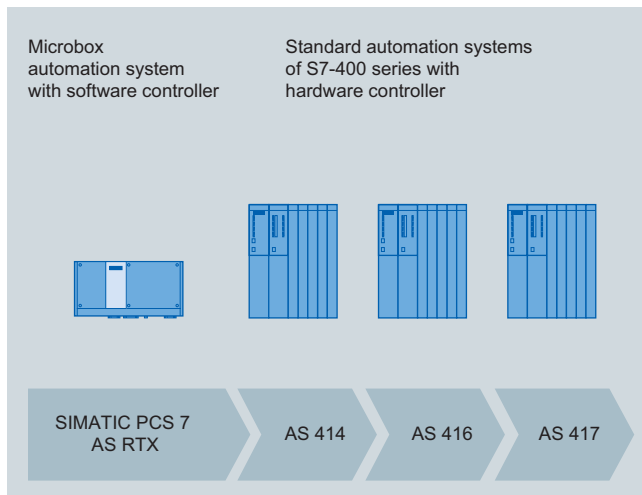 Microbox
automation system
with software controller
Standard automation systems
of S7-400 series with
hardware controller
SIMATIC PCS 7
AS RTX
AS 414
AS 416
AS 417